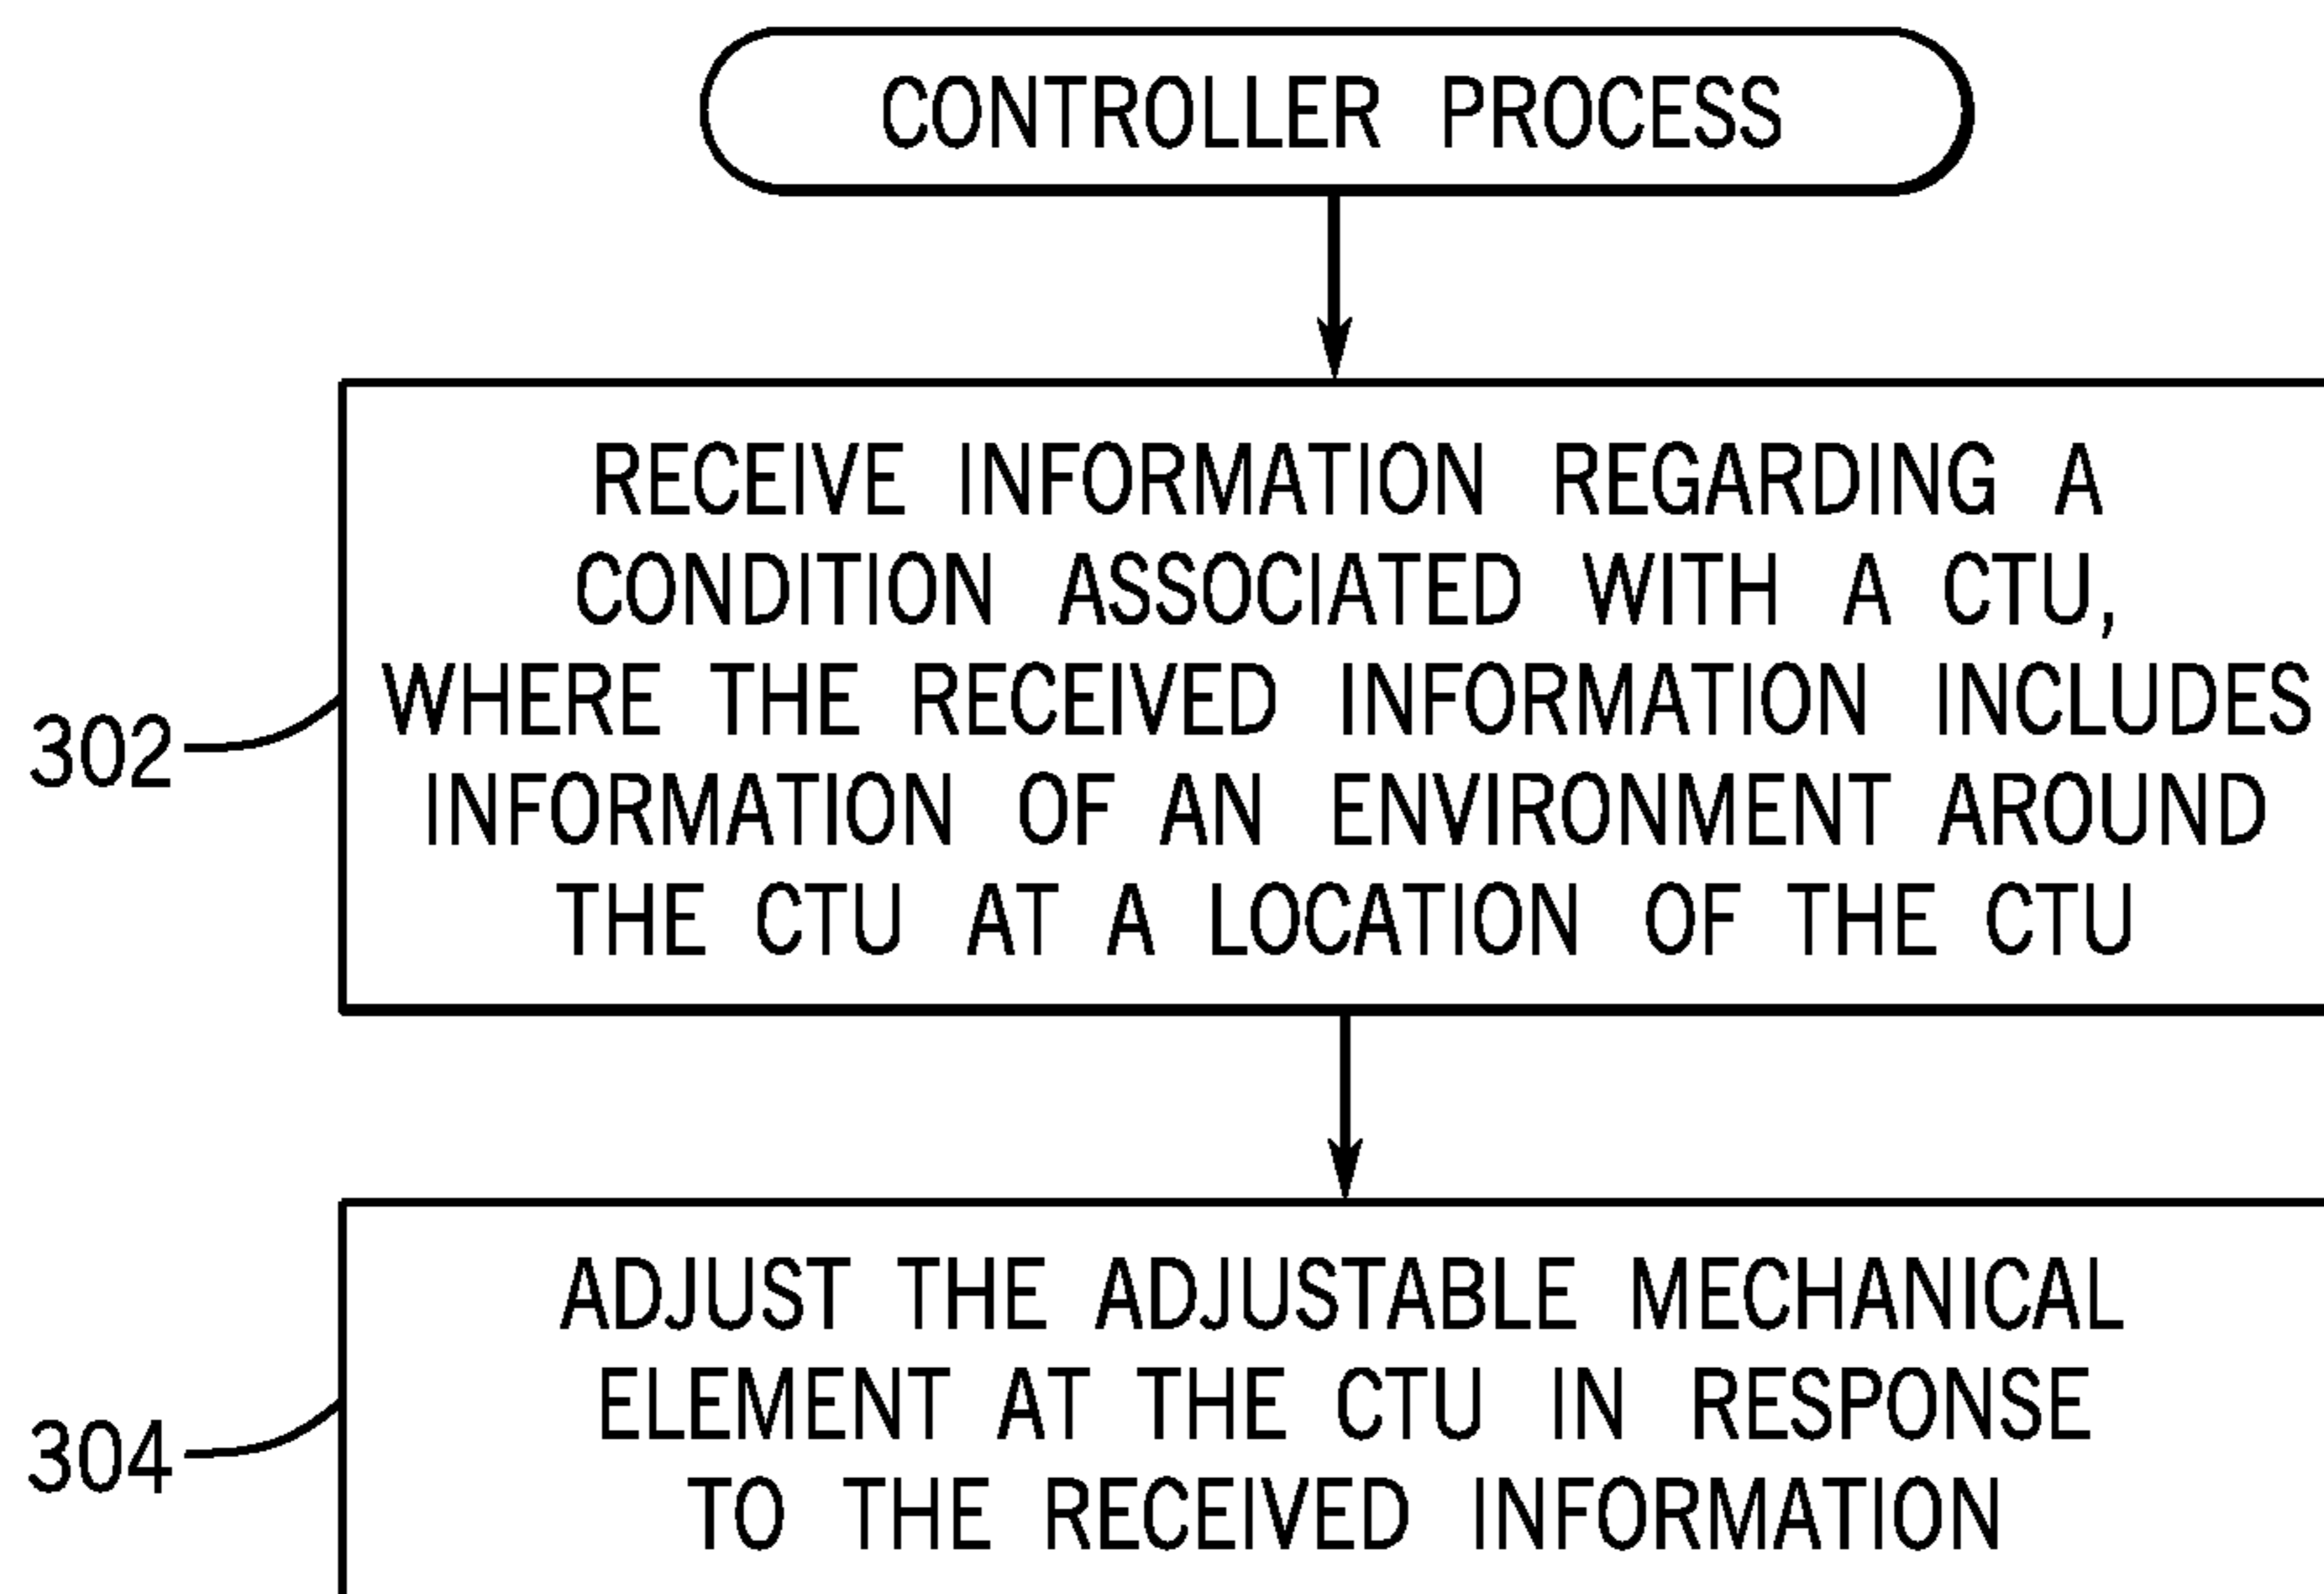 CONTROLLER PROCESS
RECEIVE INFORMATION REGARDING A
CONDITION ASSOCIATED WITH A CTU,
WHERE THE RECEIVED INFORMATION INCLUDES
INFORMATION OF AN ENVIRONMENT AROUND
THE CTU AT A LOCATION OF THE CTU
302
ADJUST THE ADJUSTABLE MECHANICAL
ELEMENT AT THE CTU IN RESPONSE
TO THE RECEIVED INFORMATION
304